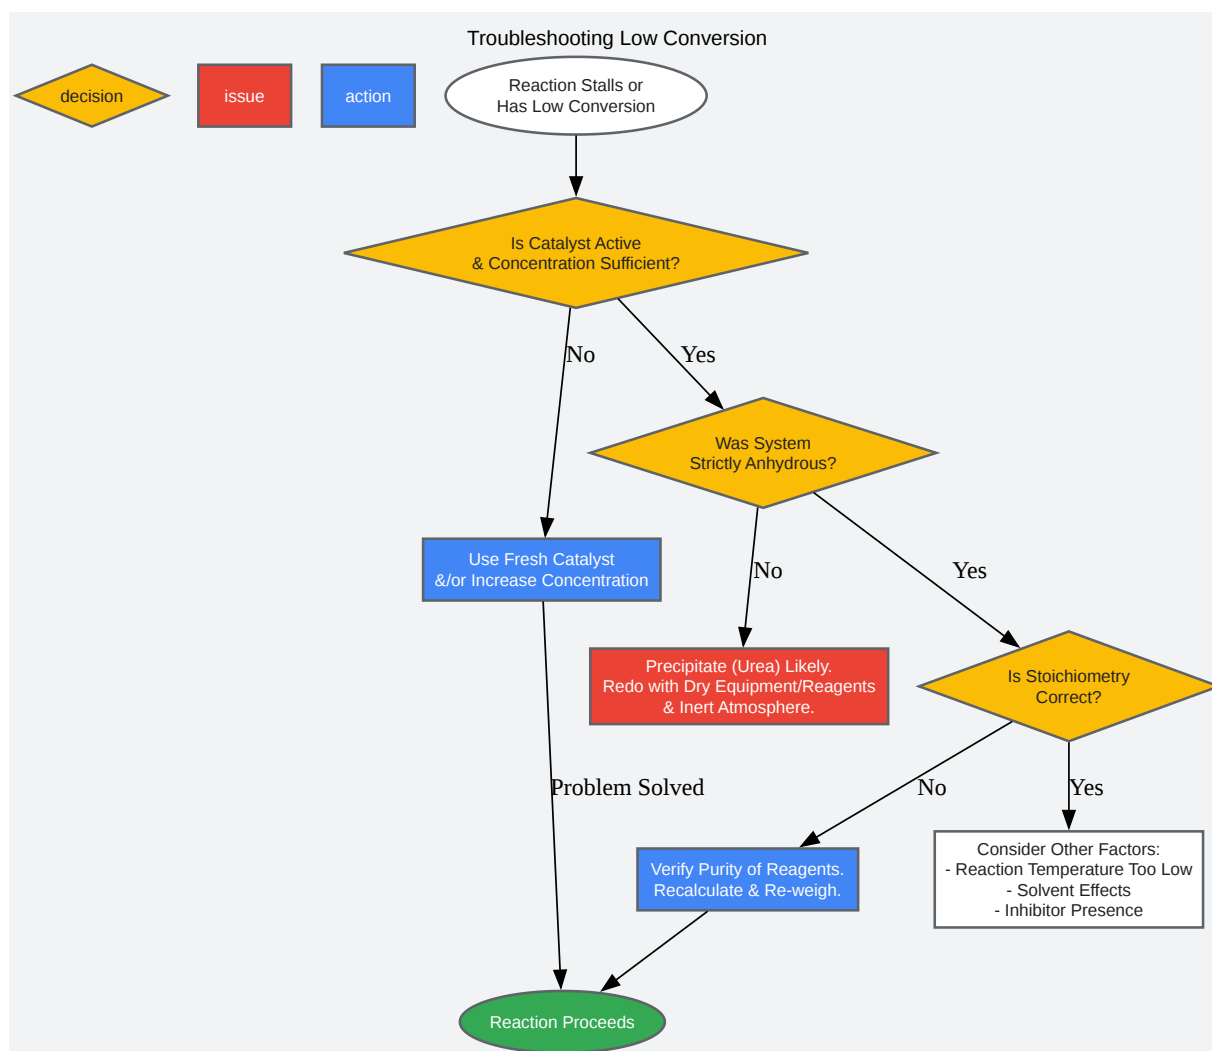 Troubleshooting Low Conversion
decision
issue
action
Reaction Stalls or
Has Low Conversion
Is Catalyst Active
& Concentration Sufficient?
No
Yes
Was System
Strictly Anhydrous?
Use Fresh Catalyst
&/or Increase Concentration
No
Yes
Precipitate (Urea) Likely.
Redo with Dry Equipment/Reagents
& Inert Atmosphere.
Is Stoichiometry
Correct?
Problem Solved
No
Yes
Verify Purity of Reagents.
Recalculate & Re-weigh.
Consider Other Factors:
- Reaction Temperature Too Low
- Solvent Effects
- Inhibitor Presence
Reaction Proceeds